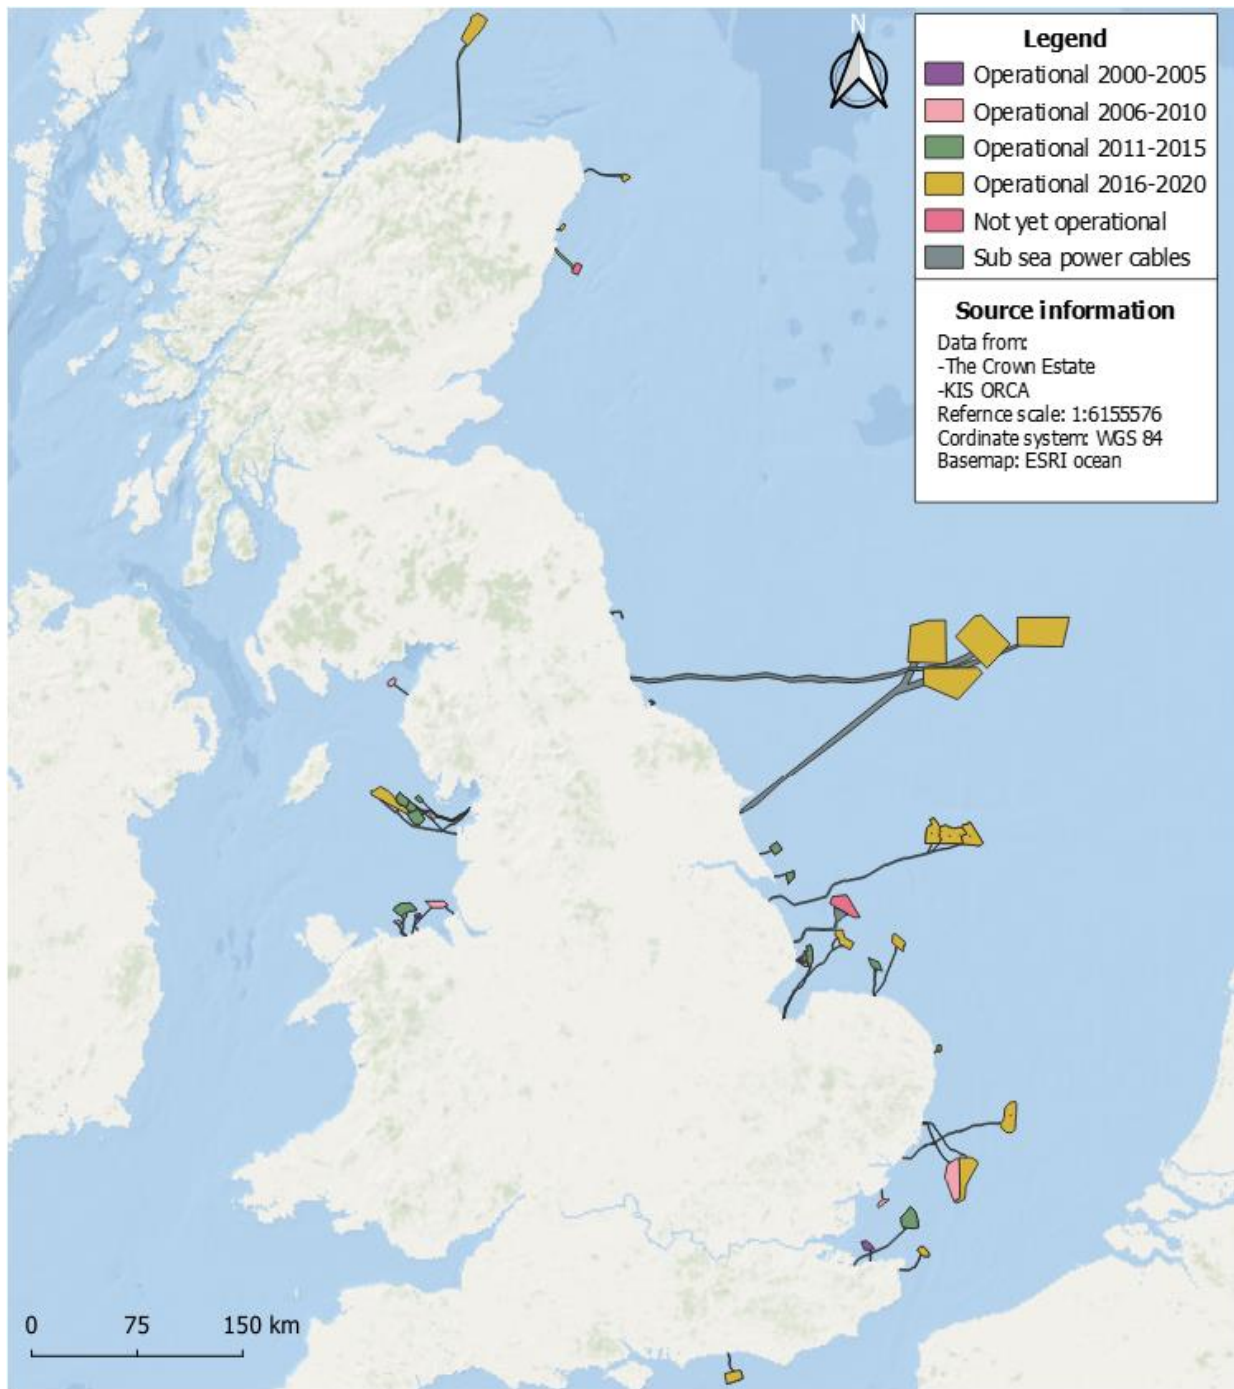 N
Legend
Operational 2000-2005
Operational 2006-2010
Operational 2011-2015
Operational 2016-2020
Not yet operational
Sub sea power cables
Source information
Data from:
-The Crown Estate
-KIS ORCA
Refernce scale: 1:6155576
Cordinate system: WGS 84
Basemap: ESRI ocean
0 75 150 km